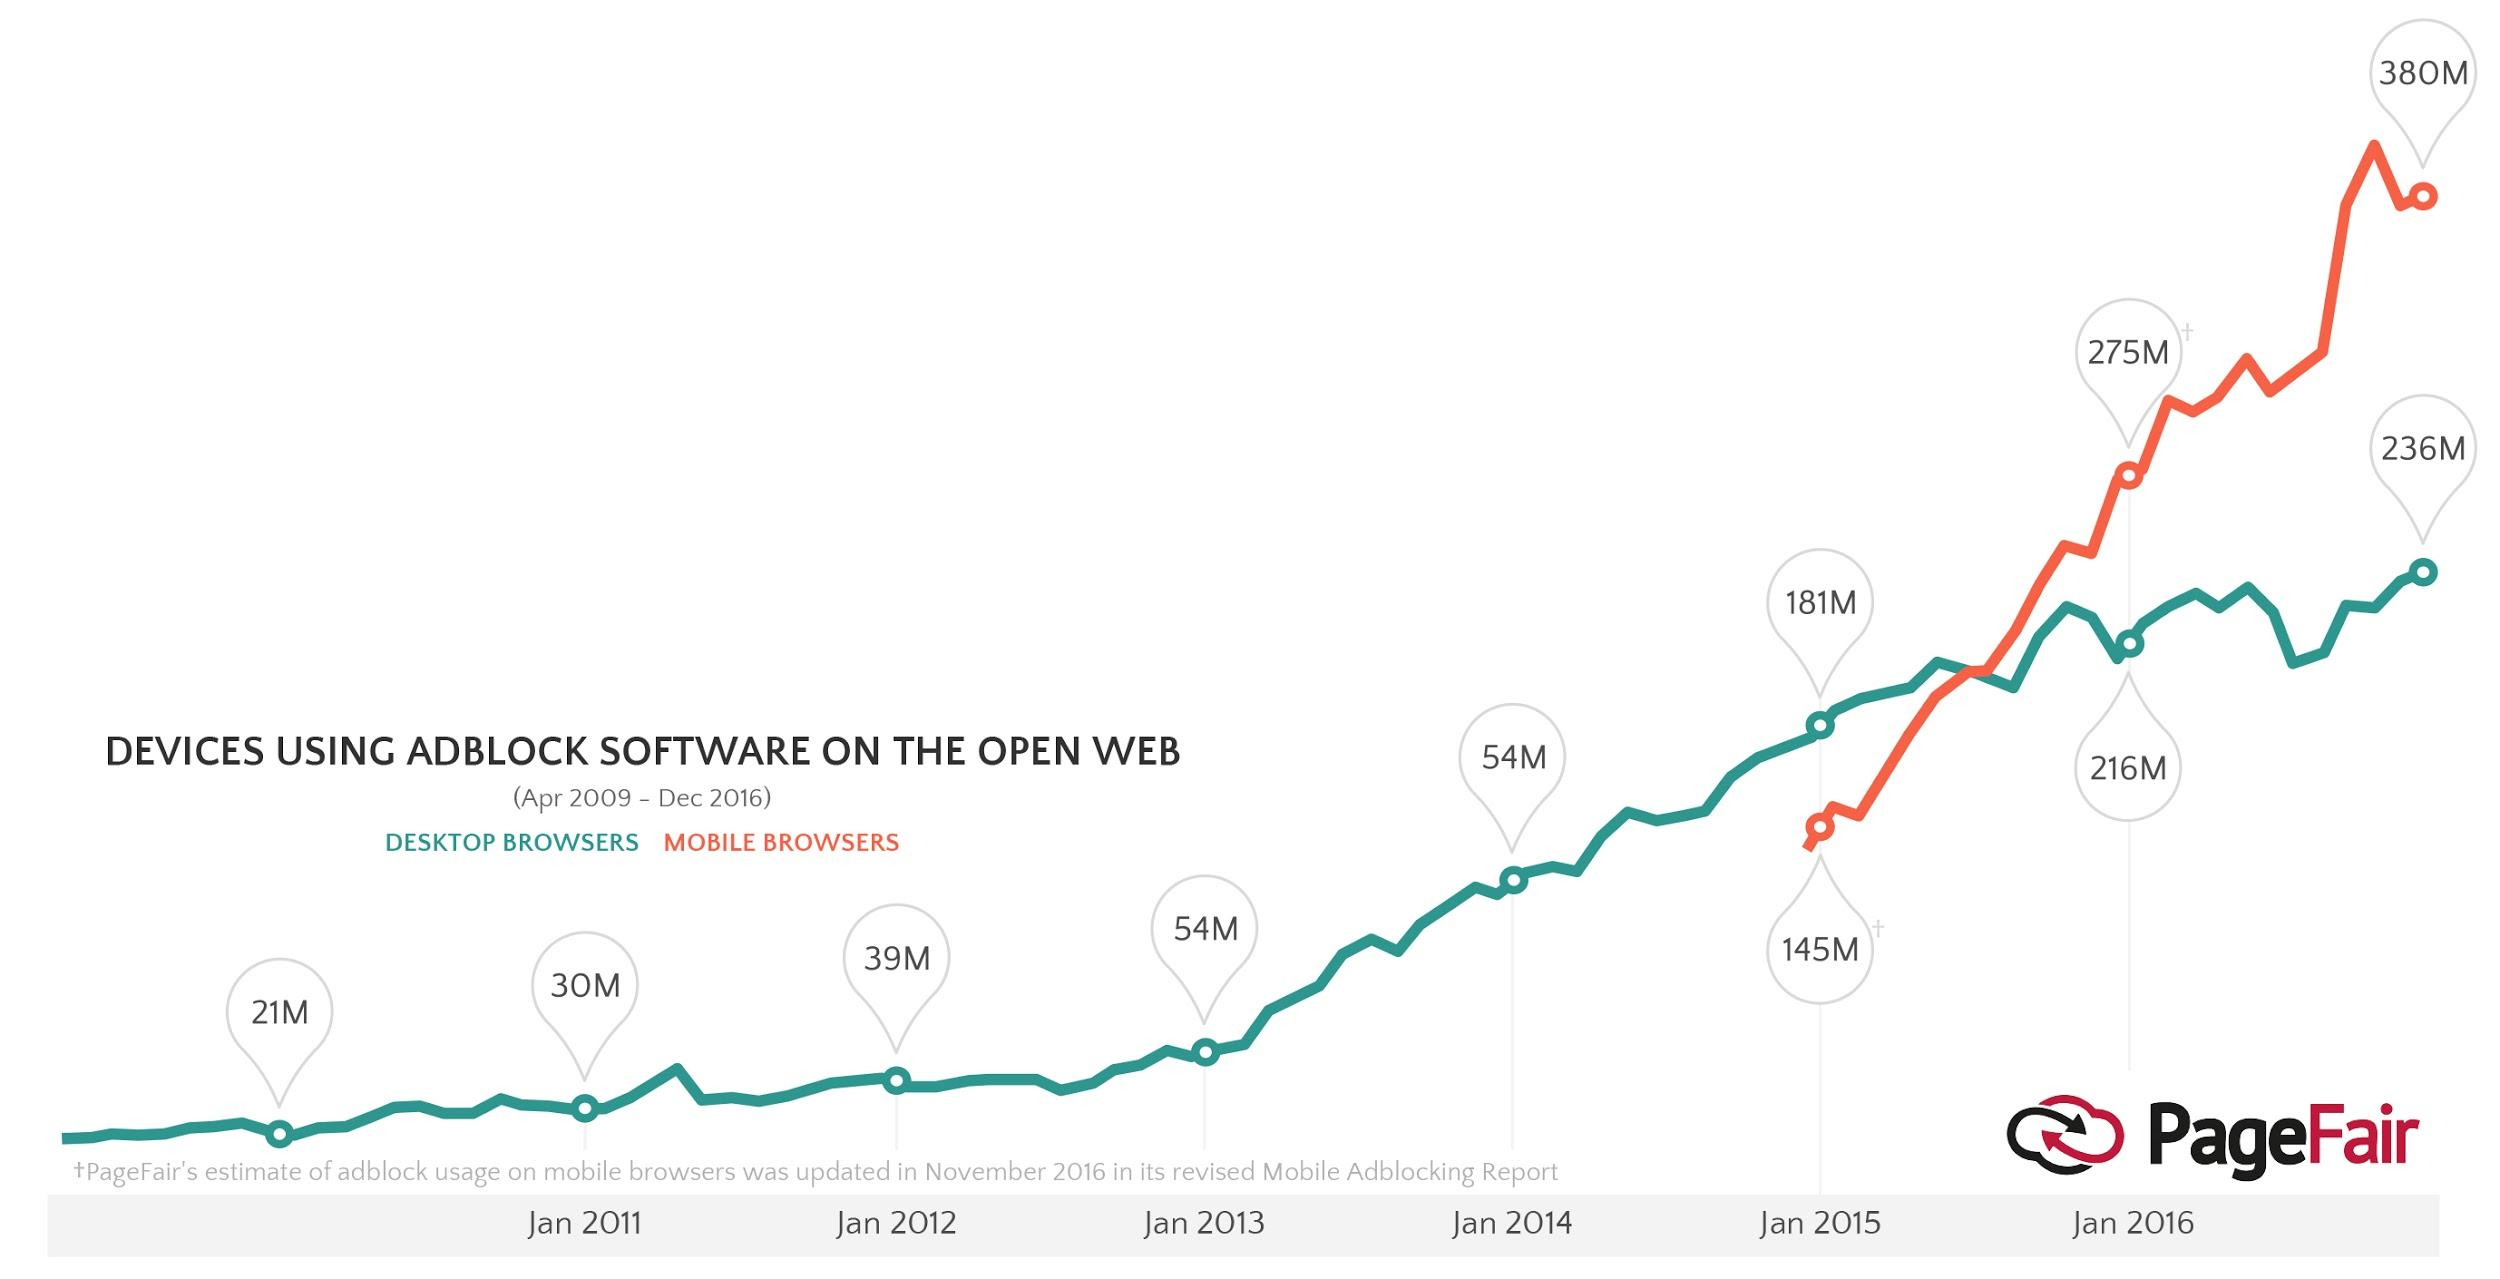 380M
275M †
236M
181M
54M
DEVICES USING ADBLOCK SOFTWARE ON THE OPEN WEB
(Apr 2009 – Dec 2016)
DESKTOP BROWSERS MOBILE BROWSERS
216M
54M
145M †
39M
30M
21M
PageFair
†PageFair's estimate of adblock usage on mobile browsers was updated in November 2016 in its revised Mobile Adblocking Report
Jan 2011 Jan 2012 Jan 2013 Jan 2014 Jan 2015 Jan 2016